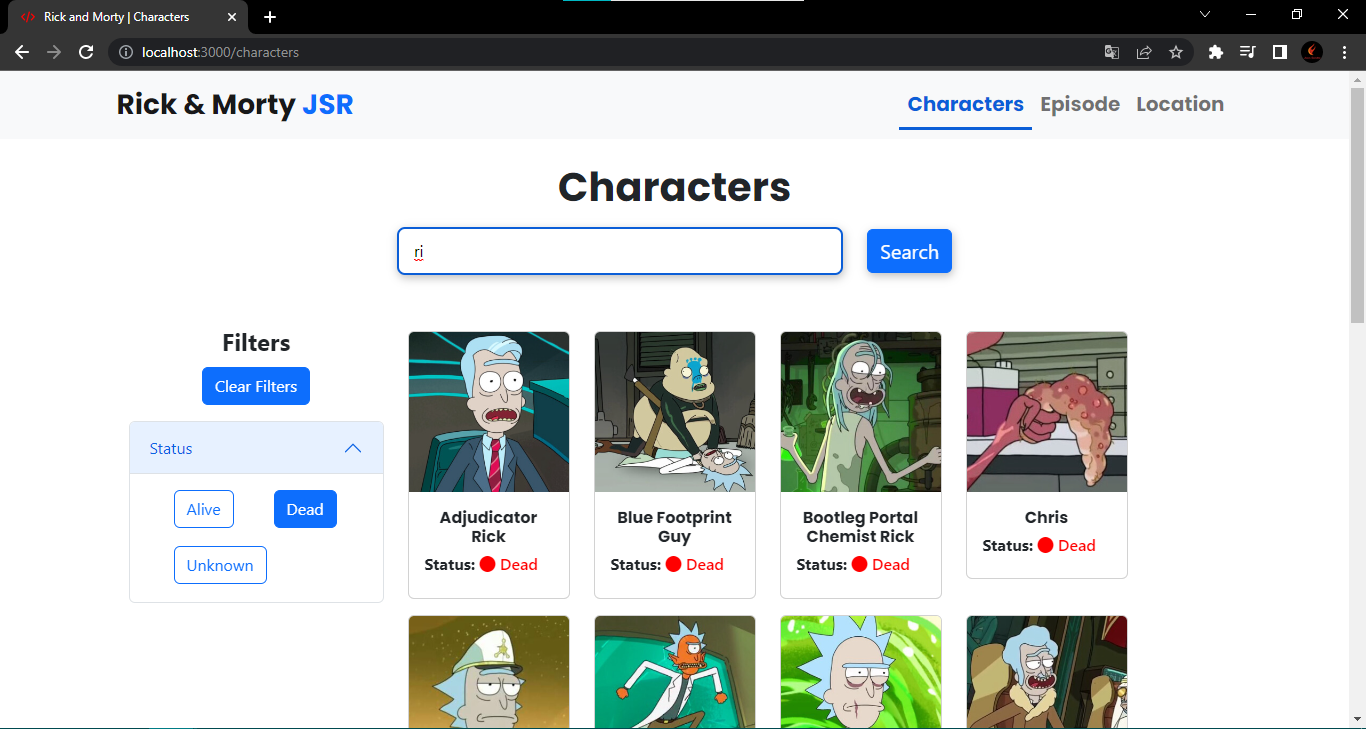 Rick and Morty | Characters
localhost:3000/characters
Rick & Morty JSR
Characters Episode Location
Characters
ri
Search
Filters
Clear Filters
Status
Alive
Dead
Unknown
Adjudicator
Rick
Status: Dead
Blue Footprint
Guy
Status: Dead
Bootleg Portal
Chemist Rick
Status: Dead
Chris
Status: Dead